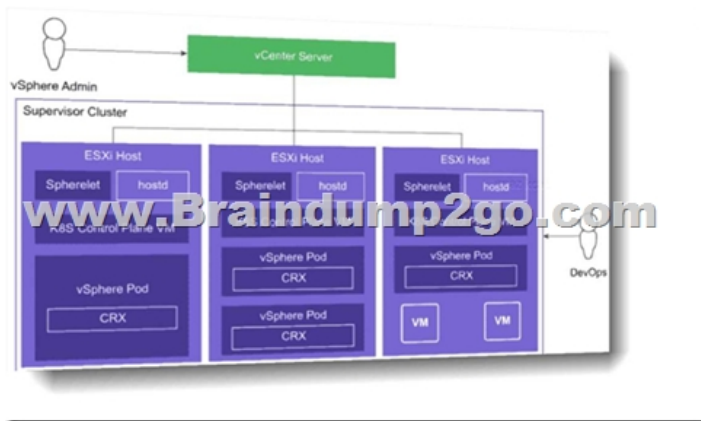 vCenter Server
vSphere Admin
Supervisor Cluster
ESXi Host
Spherelet
hostd
K8S Control Plane VM
vSphere Pod
CRX
ESXi Host
Spherelet
hostd
vSphere Pod
CRX
vSphere Pod
CRX
ESXi Host
Spherelet
hostd
vSphere Pod
CRX
VM
VM
www.Braindump2go.com
DevOps